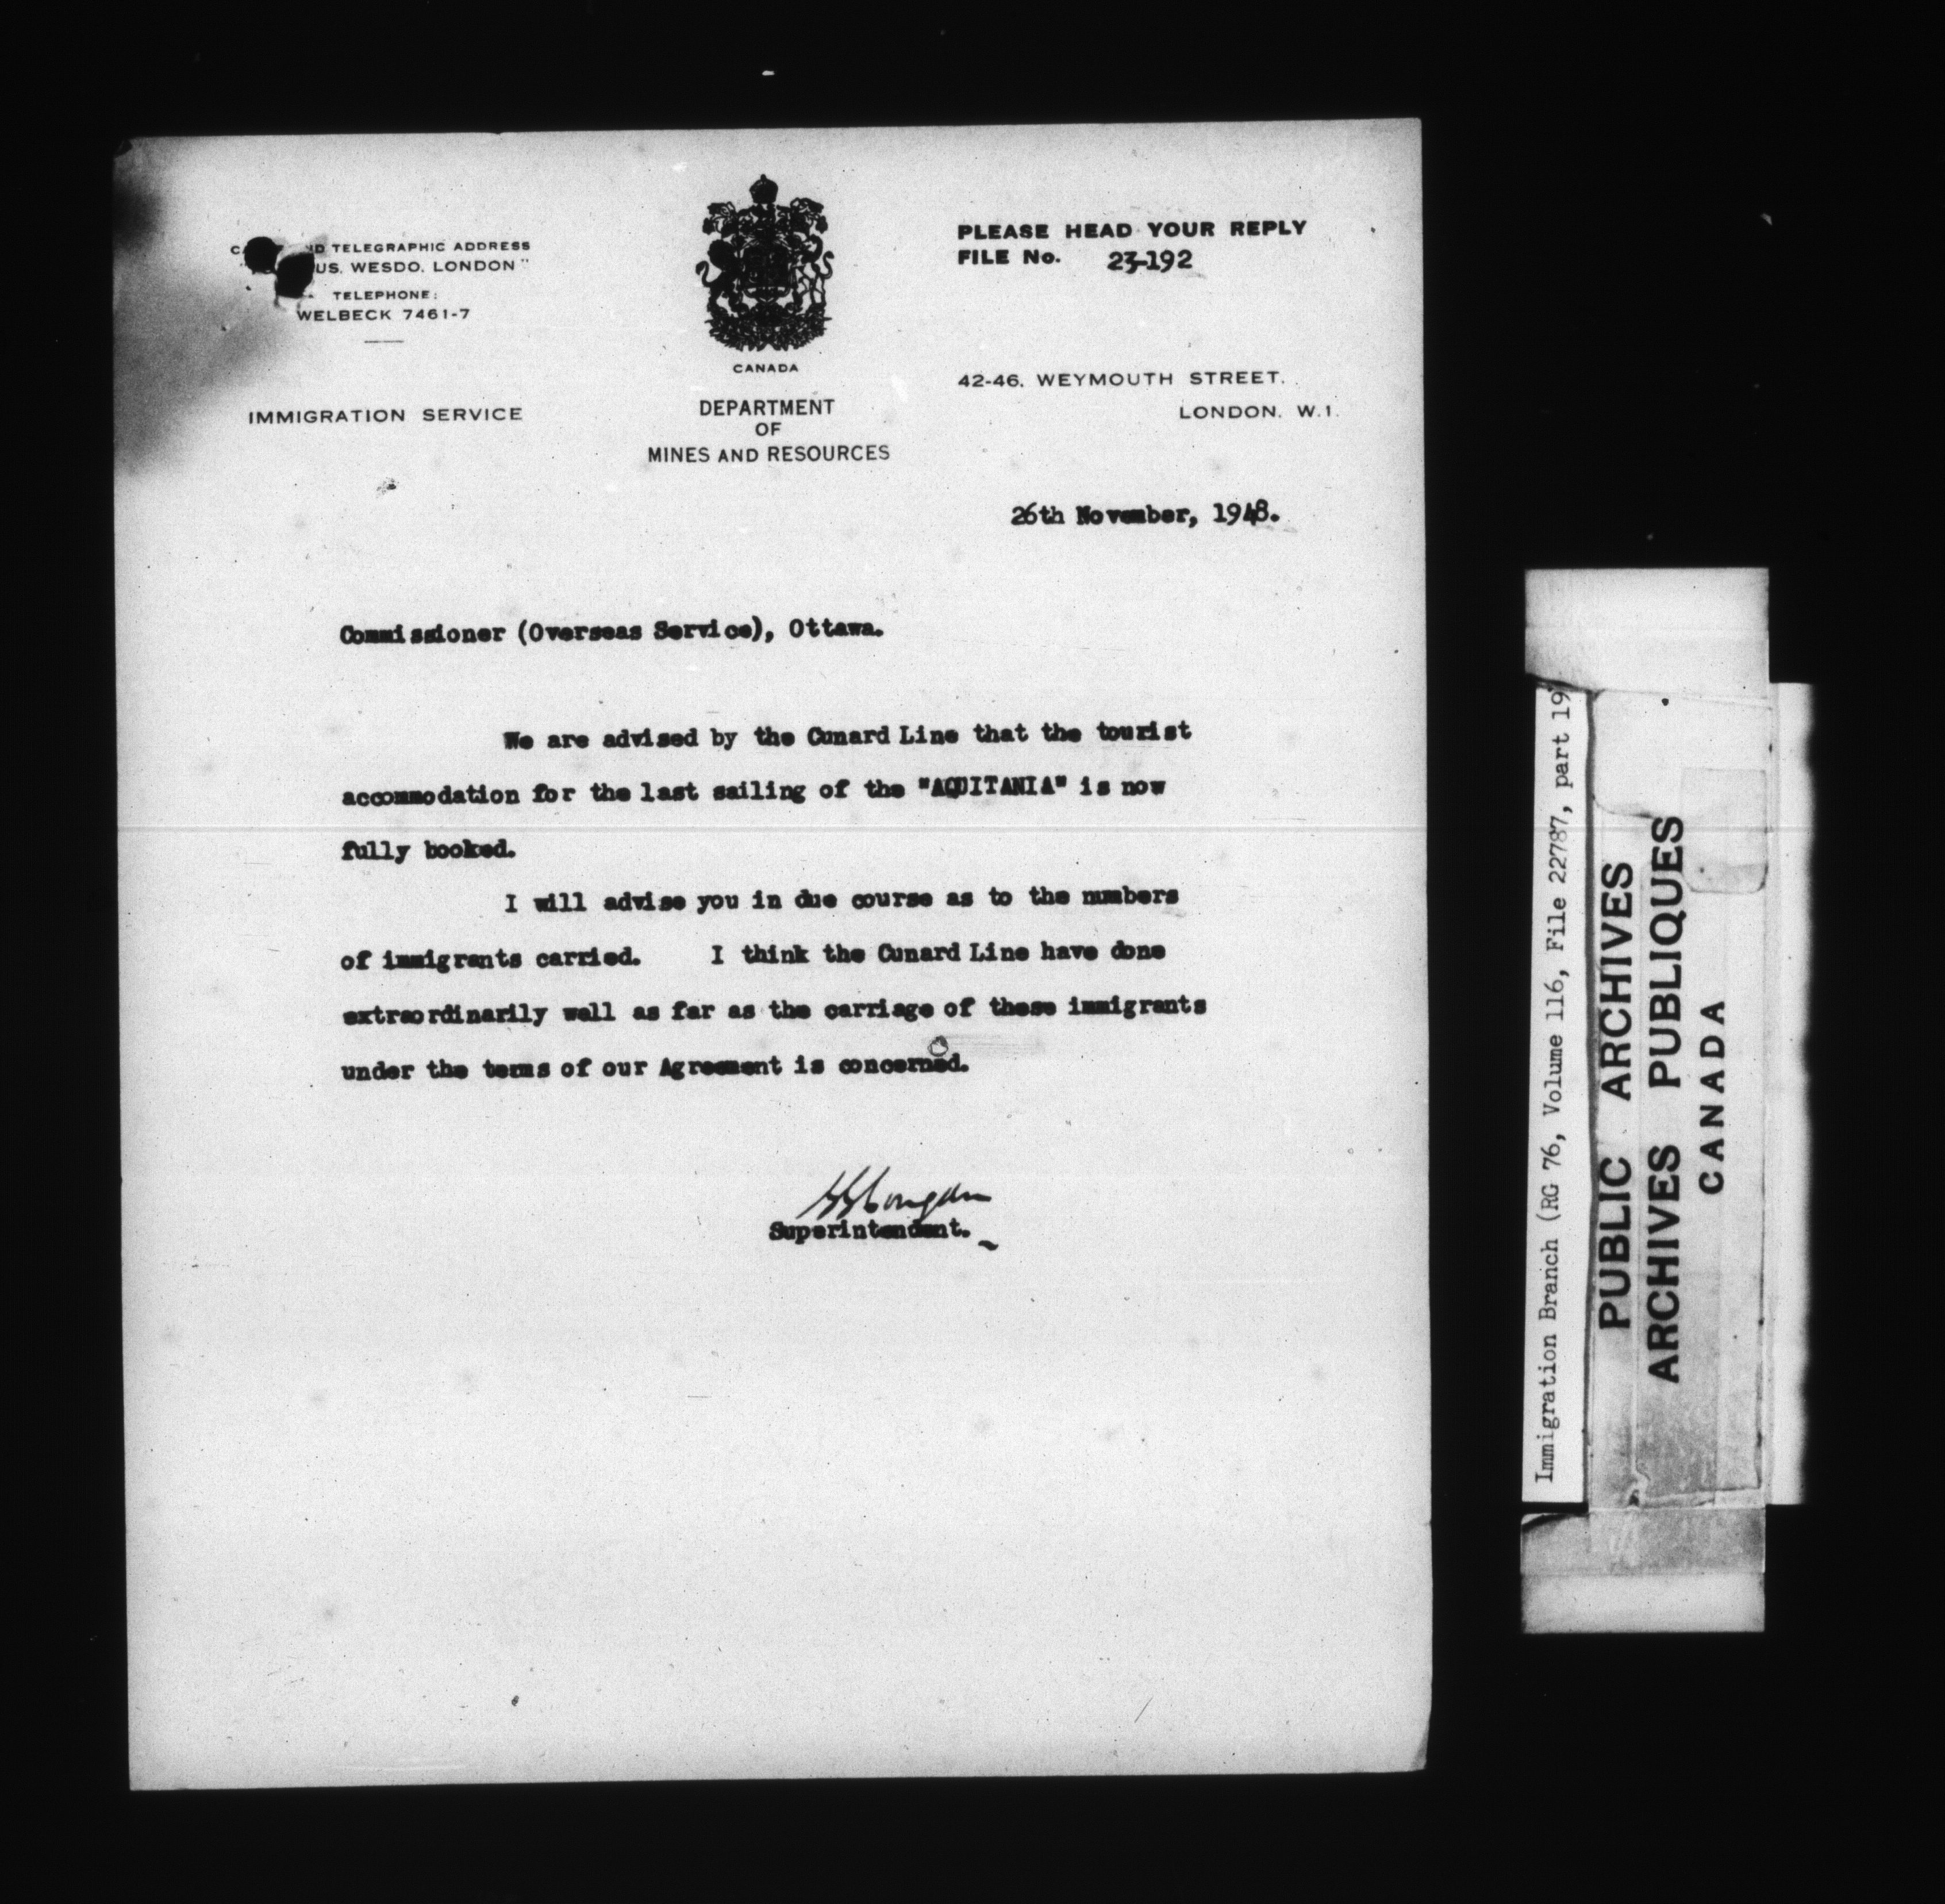 TELEGRAPHIC ADDRESS
WESDO. LONDON"
TELEPHONE:
WELBECK 7461-7
IMMIGRATION SERVICE
CANADA
DEPARTMENT
OF
MINES AND RESOURCES
PLEASE HEAD YOUR REPLY
FILE No. 23-192
42-46. WEYMOUTH STREET.
LONDON. W.1.
26th November, 1948.
Commissioner (Overseas Service), Ottawa.
We are advised by the Cunard Line that the tourist
accommodation for the last sailing of the "AQUITANIA" is now
fully booked.
I will advise you in due course as to the numbers
of immigrants carried. I think the Cunard Line have done
extraordinarily well as far as the carriage of these immigrants
under the terms of our Agreement is concerned.
Superintendent.
Immigration Branch (RG 76, Volume 116, File 22787, part 19
PUBLIC ARCHIVES
ARCHIVES PUBLIQUES
CANADA